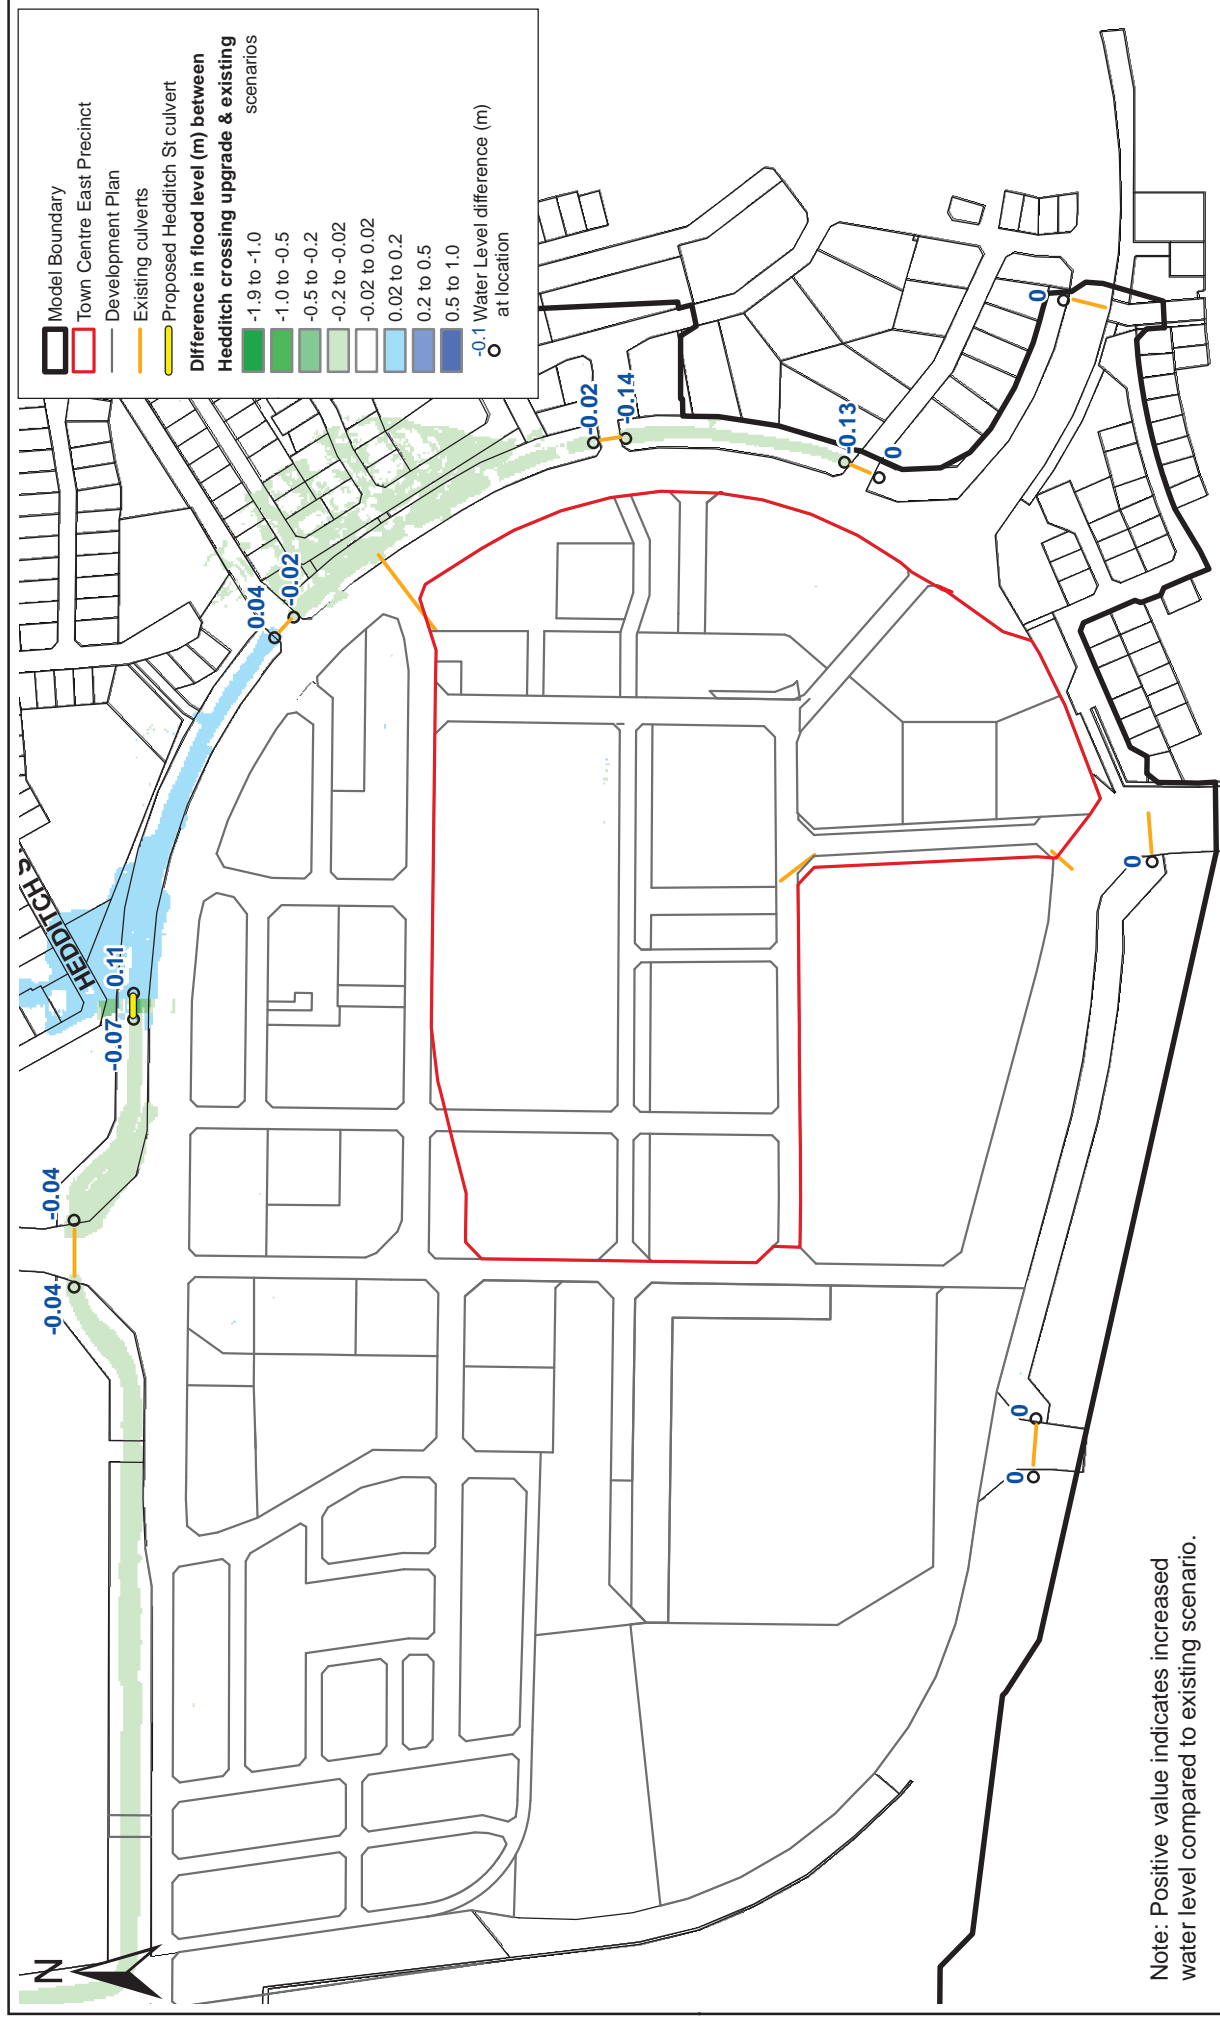 Model Boundary
Town Centre East Precinct
Development Plan
Existing culverts
Proposed Hedditch St culvert
Difference in flood level (m) between
Hedditch crossing upgrade & existing
scenarios
-1.9 to -1.0
-1.0 to -0.5
-0.5 to -0.2
-0.2 to -0.02
-0.02 to 0.02
0.02 to 0.2
0.2 to 0.5
0.5 to 1.0
-0.1 Water Level difference (m)
at location
HEDDITCH S
-0.04
-0.04
-0.07
0.11
0.04
-0.02
-0.02
-0.14
-0.13
0
0
0
0
0
N
Note: Positive value indicates increased
water level compared to existing scenario.